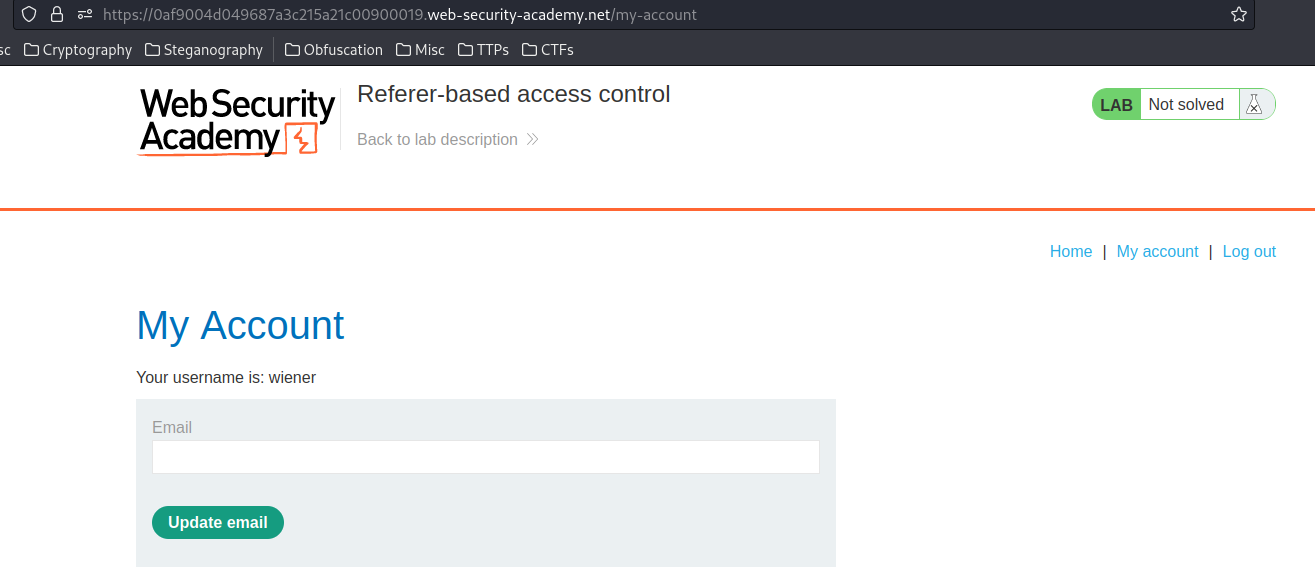 https://0af9004d049687a3c215a21c00900019.web-security-academy.net/my-account
sc Cryptography Steganography Obfuscation Misc TTPs CTFs
Web Security
Academy
Referer-based access control
Back to lab description
LAB Not solved
Home | My account | Log out
My Account
Your username is: wiener
Email
Update email